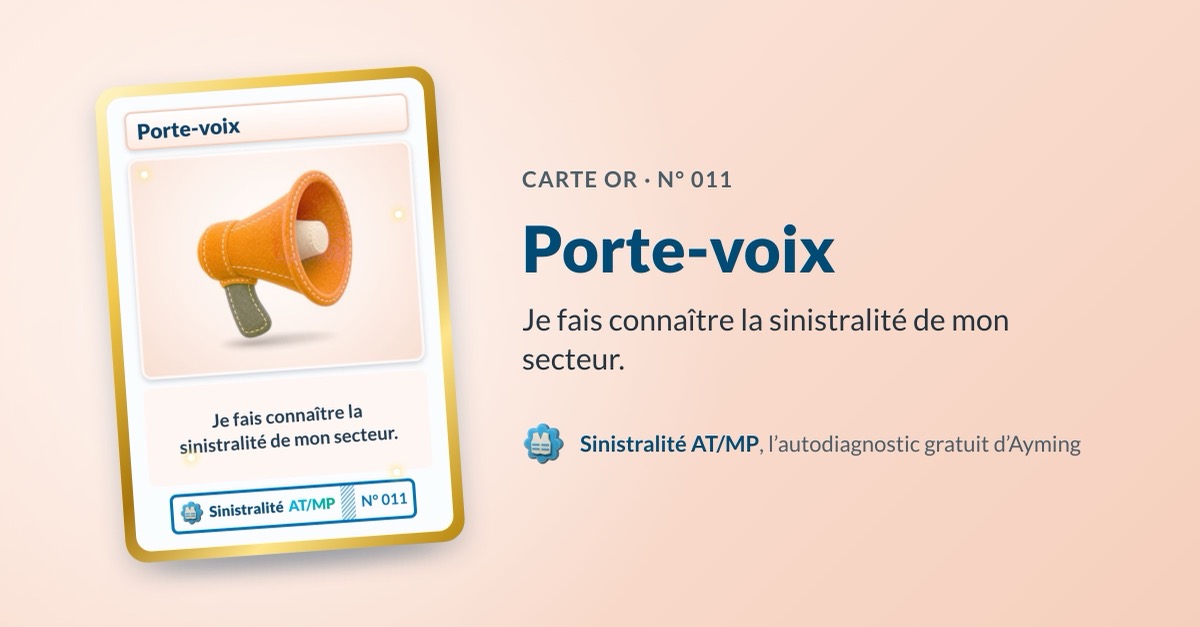 Porte-voix
Je fais connaître la
sinistralité de mon secteur.
Sinistralité AT/MP N° 011
CARTE OR · N° 011
Porte-voix
Je fais connaître la sinistralité de mon
secteur.
Sinistralité AT/MP, l’autodiagnostic gratuit d’Ayming